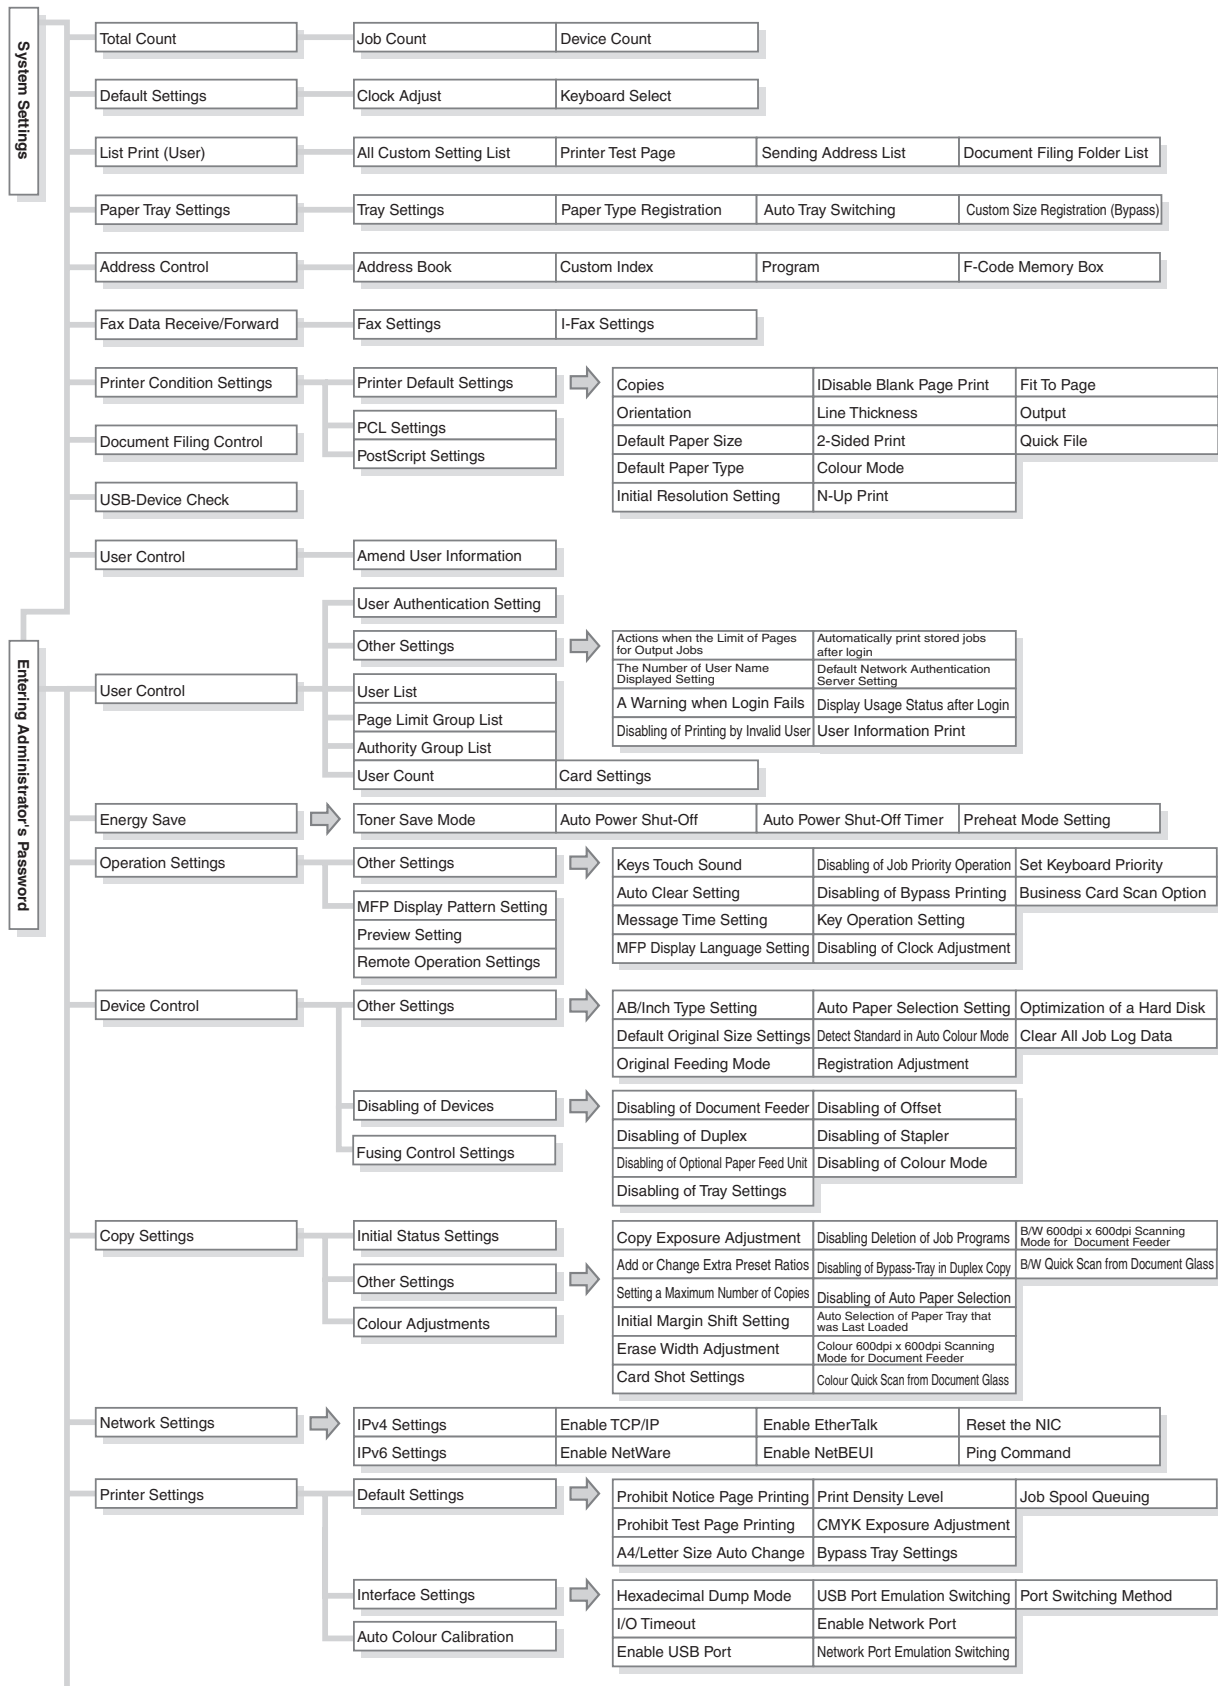 System Settings
Total Count
Job Count
Device Count
Default Settings
Clock Adjust
Keyboard Select
List Print (User)
All Custom Setting List
Printer Test Page
Sending Address List
Document Filing Folder List
Paper Tray Settings
Tray Settings
Paper Type Registration
Auto Tray Switching
Custom Size Registration (Bypass)
Address Control
Address Book
Custom Index
Program
F-Code Memory Box
Fax Data Receive/Forward
Fax Settings
I-Fax Settings
Printer Condition Settings
Printer Default Settings
Copies
IDisable Blank Page Print
Fit To Page
Orientation
Line Thickness
Output
PCL Settings
Document Filing Control
Default Paper Size
2-Sided Print
Quick File
PostScript Settings
Default Paper Type
Colour Mode
USB-Device Check
Initial Resolution Setting
N-Up Print
User Control
Amend User Information
Entering Administrator's Password
User Control
User Authentication Setting
Other Settings
Actions when the Limit of Pages
for Output Jobs
Automatically print stored jobs
after login
The Number of User Name
Displayed Setting
Default Network Authentication
Server Setting
User List
A Warning when Login Fails
Display Usage Status after Login
Page Limit Group List
Disabling of Printing by Invalid User
User Information Print
Authority Group List
User Count
Card Settings
Energy Save
Toner Save Mode
Auto Power Shut-Off
Auto Power Shut-Off Timer
Preheat Mode Setting
Operation Settings
Other Settings
Keys Touch Sound
Disabling of Job Priority Operation
Set Keyboard Priority
Auto Clear Setting
Disabling of Bypass Printing
Business Card Scan Option
MFP Display Pattern Setting
Message Time Setting
Key Operation Setting
Preview Setting
MFP Display Language Setting
Disabling of Clock Adjustment
Remote Operation Settings
Device Control
Other Settings
AB/Inch Type Setting
Auto Paper Selection Setting
Optimization of a Hard Disk
Default Original Size Settings
Detect Standard in Auto Colour Mode
Clear All Job Log Data
Original Feeding Mode
Registration Adjustment
Disabling of Devices
Disabling of Document Feeder
Disabling of Offset
Disabling of Duplex
Disabling of Stapler
Fusing Control Settings
Disabling of Optional Paper Feed Unit
Disabling of Colour Mode
Disabling of Tray Settings
Copy Settings
Initial Status Settings
Copy Exposure Adjustment
Disabling Deletion of Job Programs
B/W 600dpi x 600dpi Scanning
Mode for Document Feeder
Other Settings
Add or Change Extra Preset Ratios
Disabling of Bypass-Tray in Duplex Copy
B/W Quick Scan from Document Glass
Setting a Maximum Number of Copies
Disabling of Auto Paper Selection
Colour Adjustments
Initial Margin Shift Setting
Auto Selection of Paper Tray that
was Last Loaded
Erase Width Adjustment
Colour 600dpi x 600dpi Scanning
Mode for Document Feeder
Card Shot Settings
Colour Quick Scan from Document Glass
Network Settings
IPv4 Settings
Enable TCP/IP
Enable EtherTalk
Reset the NIC
IPv6 Settings
Enable NetWare
Enable NetBEUI
Ping Command
Printer Settings
Default Settings
Prohibit Notice Page Printing
Print Density Level
Job Spool Queuing
Prohibit Test Page Printing
CMYK Exposure Adjustment
A4/Letter Size Auto Change
Bypass Tray Settings
Interface Settings
Hexadecimal Dump Mode
USB Port Emulation Switching
Port Switching Method
I/O Timeout
Enable Network Port
Auto Colour Calibration
Enable USB Port
Network Port Emulation Switching